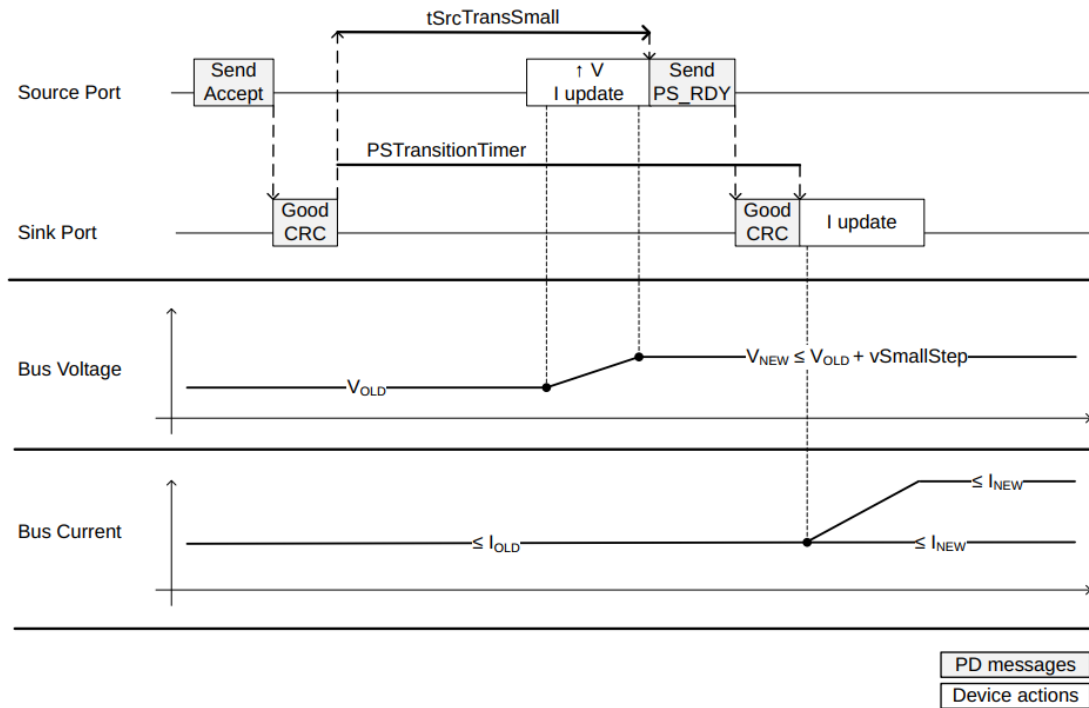 tSrcTransSmall
Source Port
Send
Accept
↑ V
I update
Send
PS_RDY
PSTransitionTimer
Sink Port
Good
CRC
Good
CRC
I update
Bus Voltage
VOLD
VNEW ≤ VOLD + vSmallStep
Bus Current
≤ IOLD
≤ INEW
≤ INEW
PD messages
Device actions